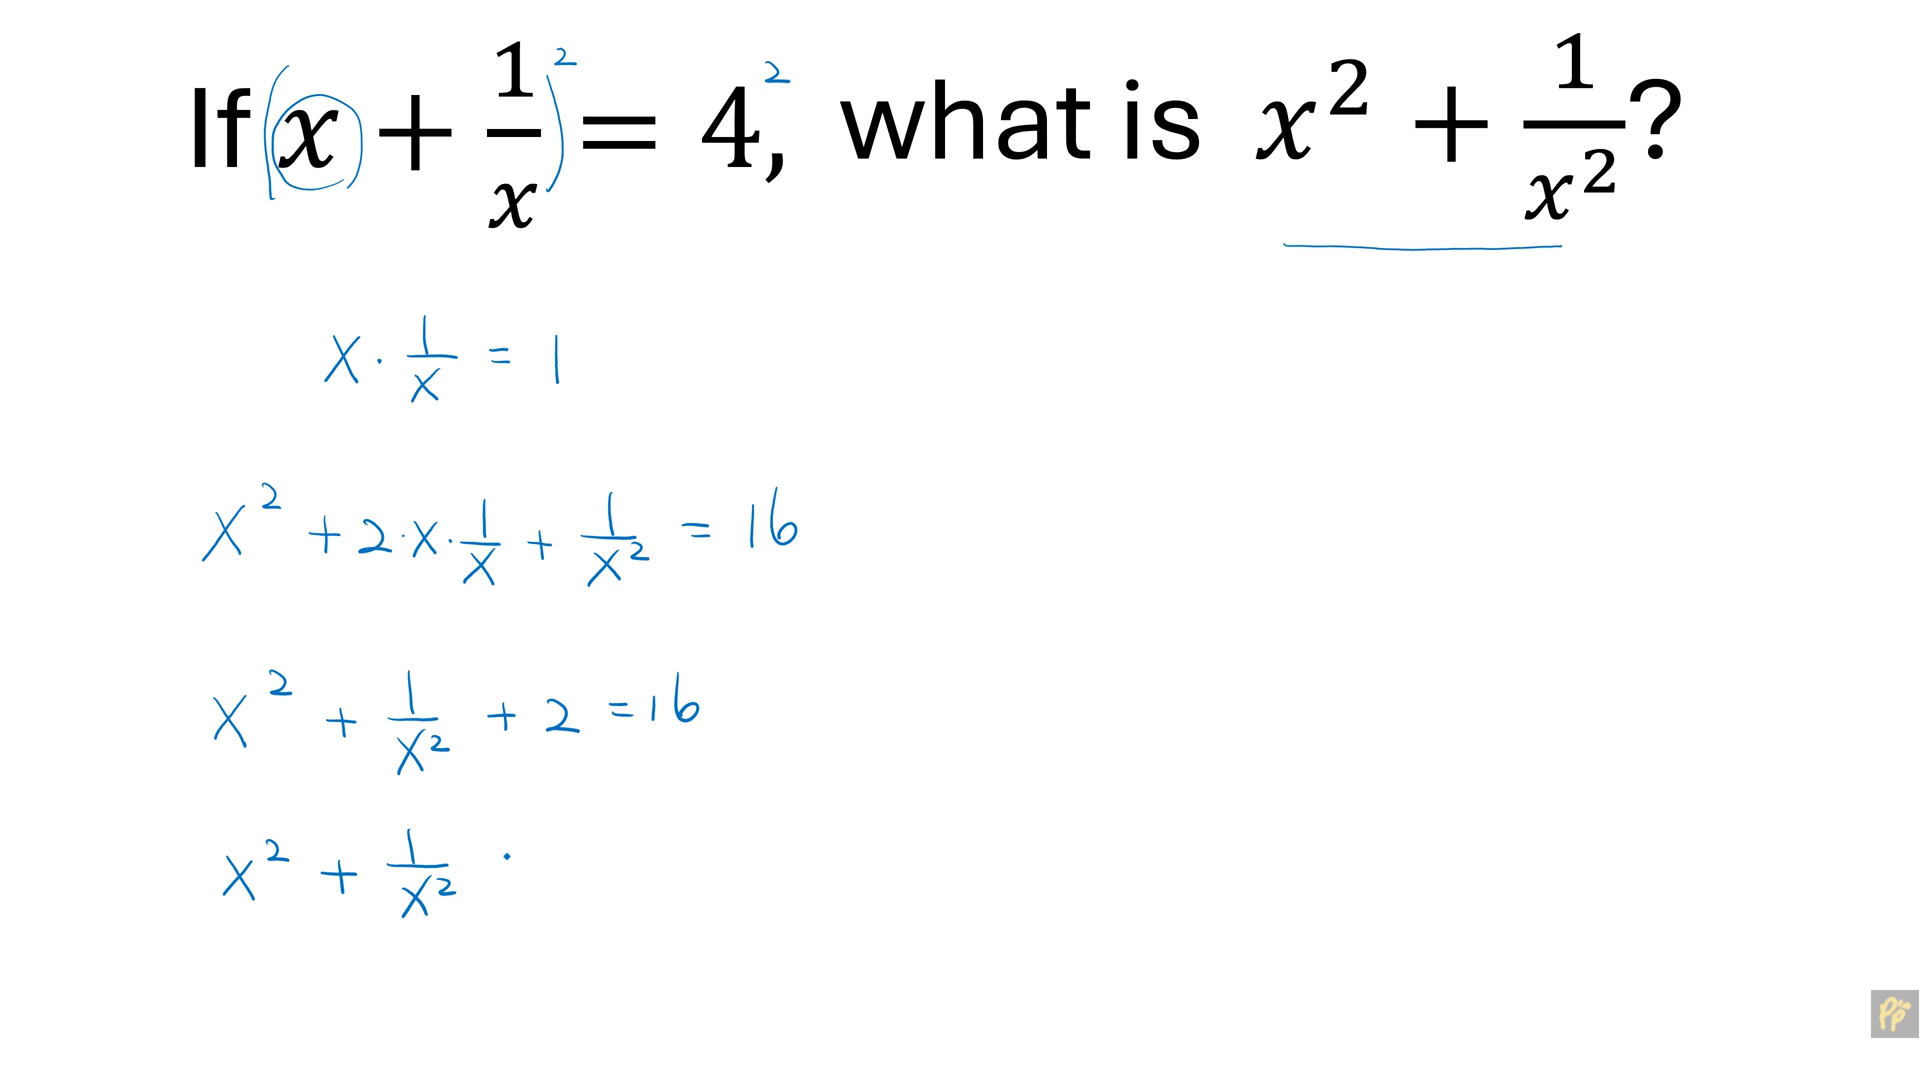 If (x + 1/x)² = 4², what is x² + 1/x²?
x · 1/x = 1
x² + 2 · x · 1/x + 1/x² = 16
x² + 1/x² + 2 = 16
x² + 1/x²